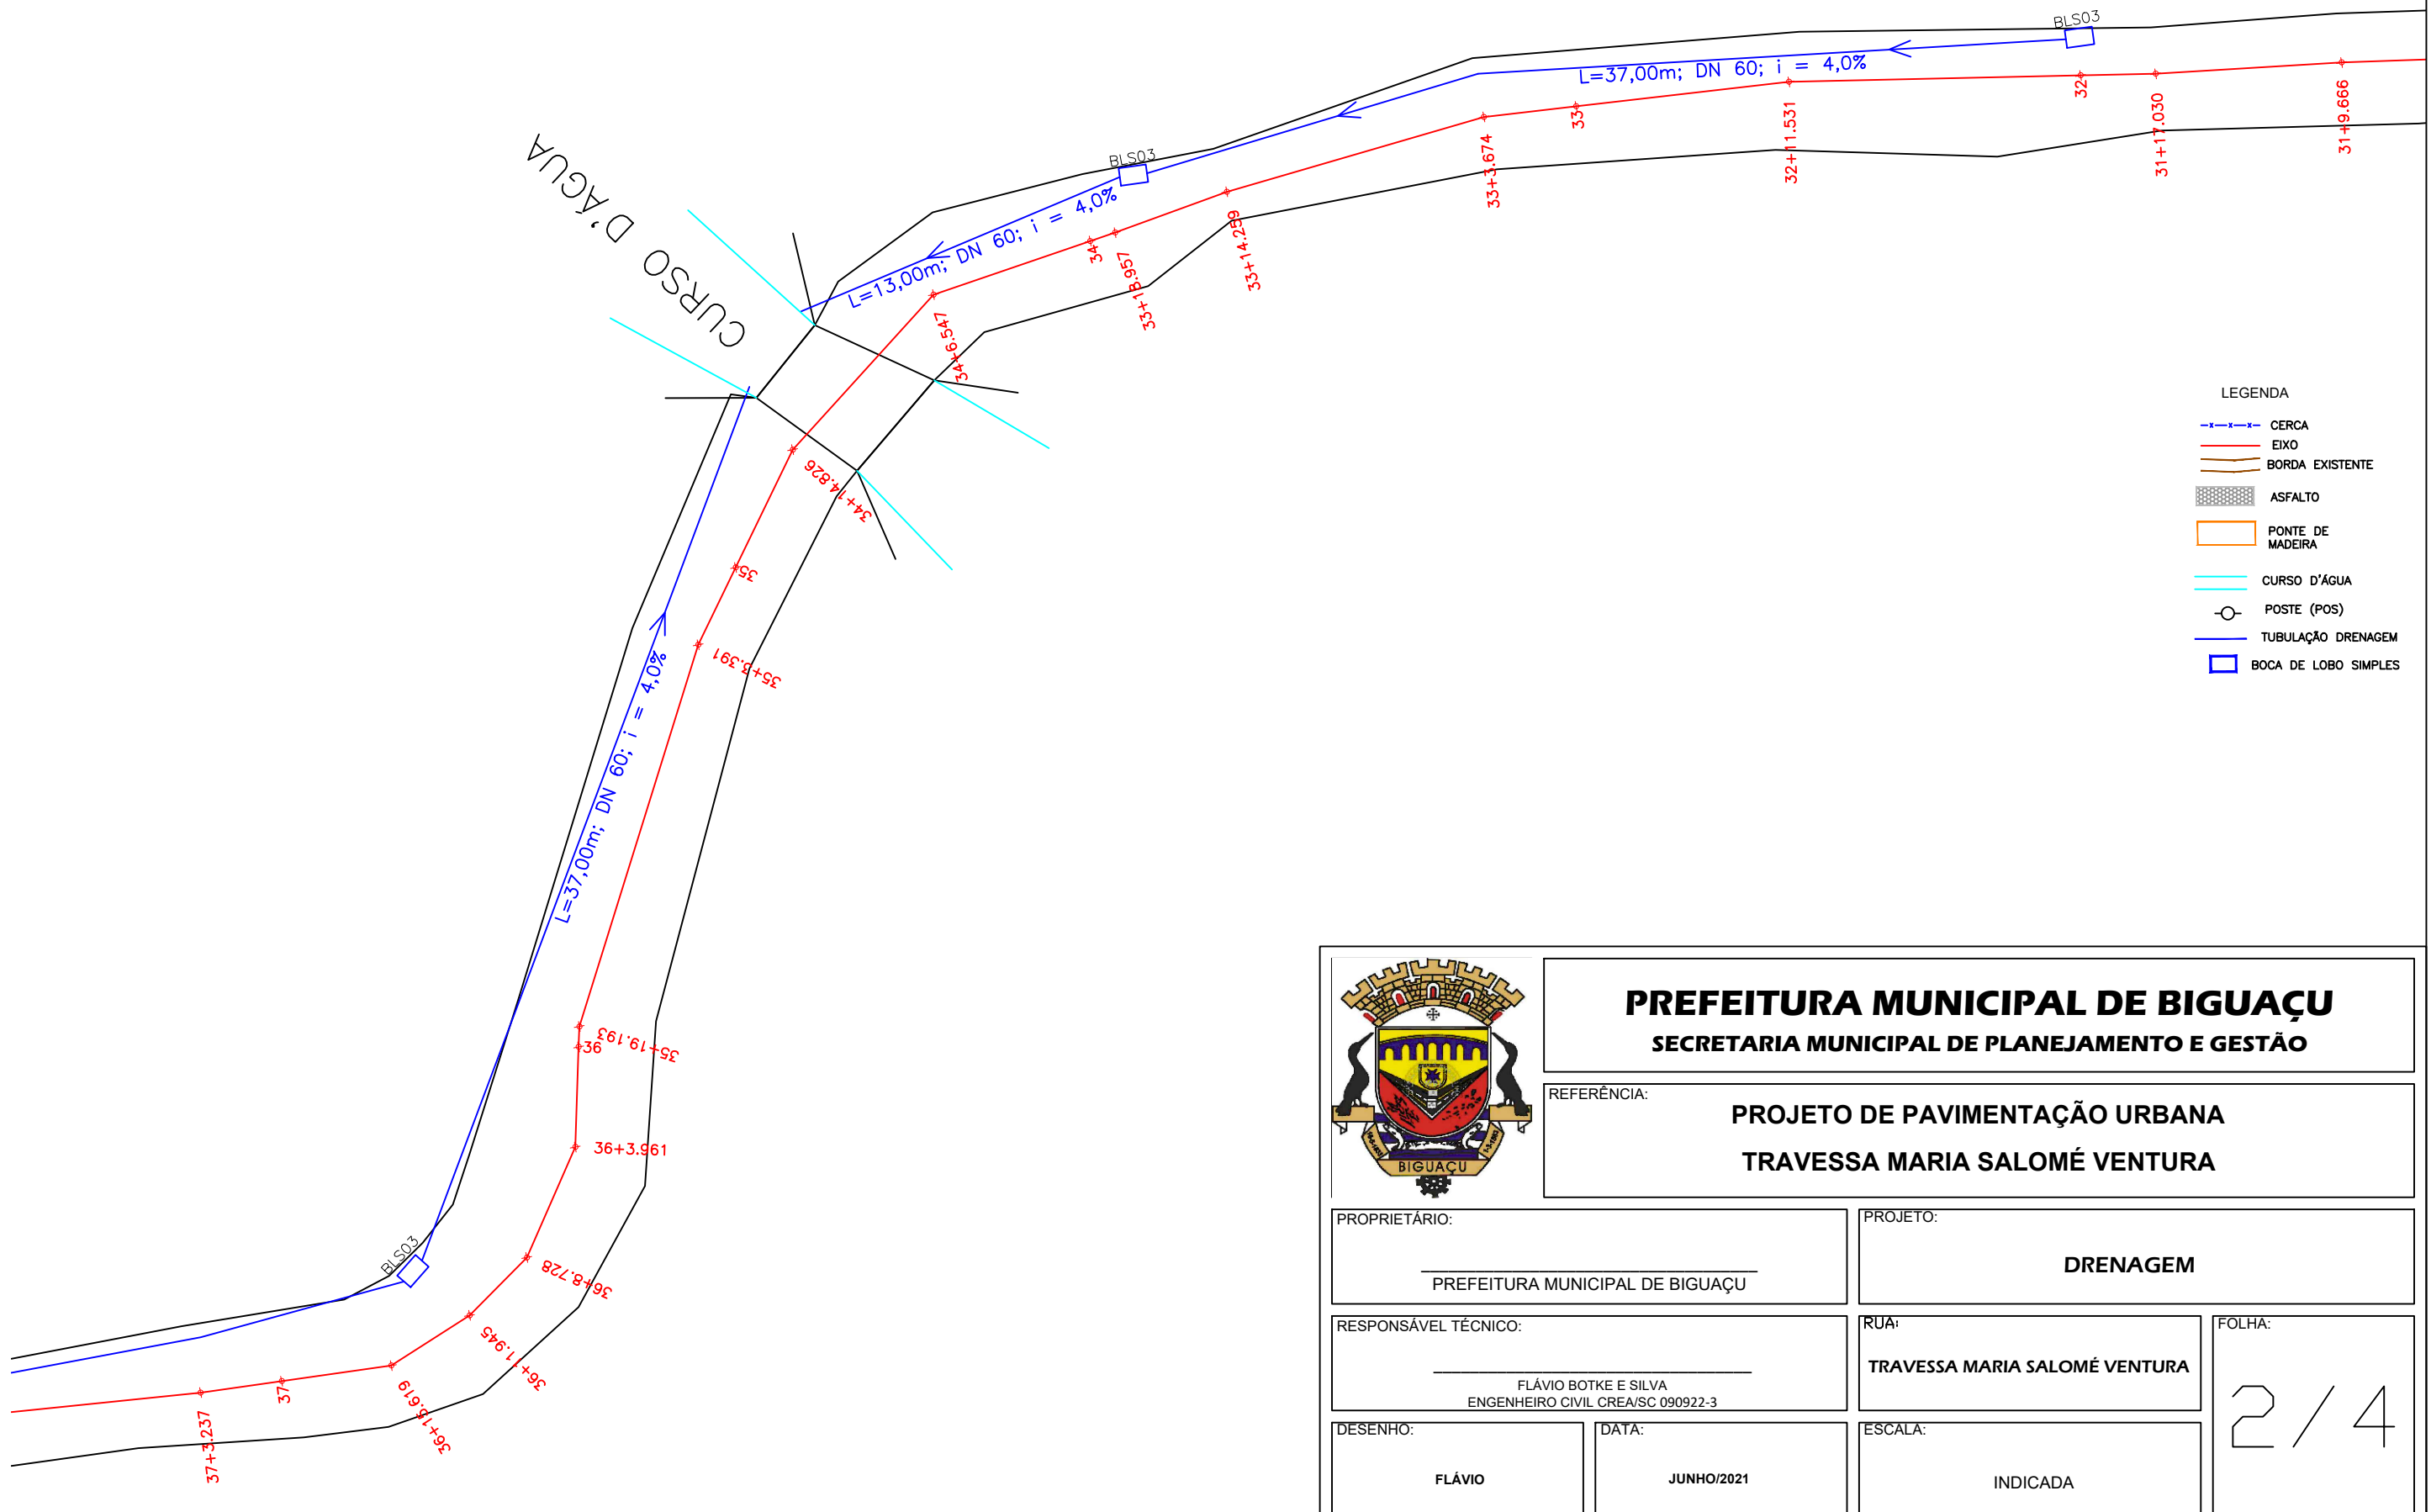 BLS03
L=37,00m; DN 60; i = 4,0%
32
31+17.030
31+9.666
32+11.531
33
33+3.674
BLS03
33+14.259
33+18.957
34
L=13,00m; DN 60; i = 4,0%
34+6.547
CURSO D'ÁGUA
34+14.826
35
35+3.391
L=37,00m; DN 60; i = 4,0%
35+19.193
36
36+3.961
BLS03
36+8.728
36+11.945
36+15.619
37
37+3.237
LEGENDA
CERCA
EIXO
BORDA EXISTENTE
ASFALTO
PONTE DE
MADEIRA
CURSO D'ÁGUA
POSTE (POS)
TUBULAÇÃO DRENAGEM
BOCA DE LOBO SIMPLES
BIGUAÇU
PREFEITURA MUNICIPAL DE BIGUAÇU
SECRETARIA MUNICIPAL DE PLANEJAMENTO E GESTÃO
REFERÊNCIA:
PROJETO DE PAVIMENTAÇÃO URBANA
TRAVESSA MARIA SALOMÉ VENTURA
PROPRIETÁRIO:
PREFEITURA MUNICIPAL DE BIGUAÇU
PROJETO:
DRENAGEM
RESPONSÁVEL TÉCNICO:
FLÁVIO BOTKE E SILVA
ENGENHEIRO CIVIL CREA/SC 090922-3
RUA:
TRAVESSA MARIA SALOMÉ VENTURA
FOLHA:
2/4
DESENHO:
FLÁVIO
DATA:
JUNHO/2021
ESCALA:
INDICADA